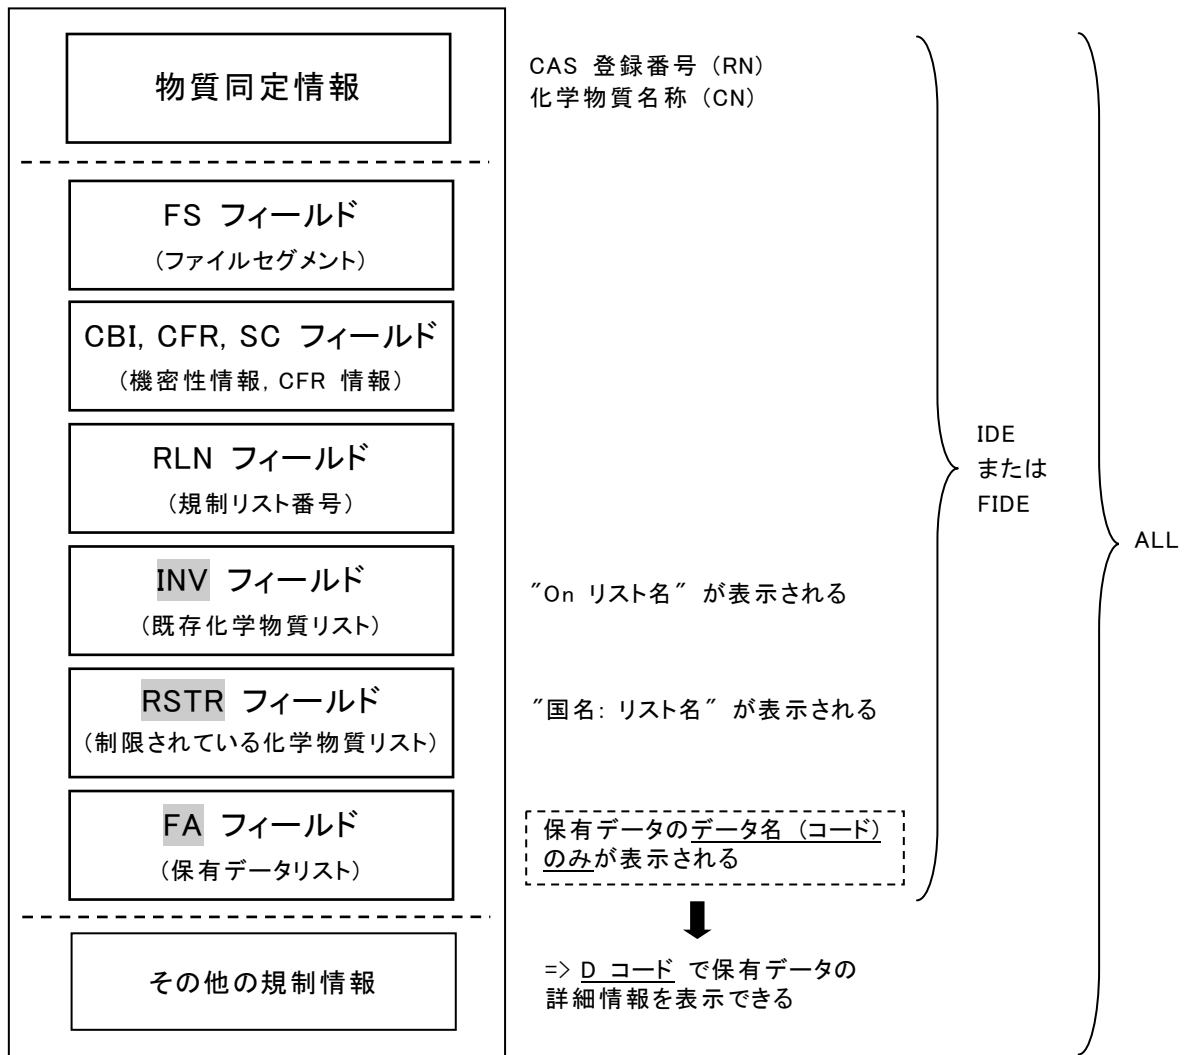 物質同定情報
CAS 登録番号 (RN)
化学物質名称 (CN)
FS フィールド
(ファイルセグメント)
CBI, CFR, SC フィールド
(機密性情報, CFR 情報)
RLN フィールド
(規制リスト番号)
IDE
または
FIDE
ALL
INV フィールド
(既存化学物質リスト)
"On リスト名" が表示される
RSTR フィールド
(制限されている化学物質リスト)
"国名: リスト名" が表示される
FA フィールド
(保有データリスト)
保有データのデータ名 (コード)
のみが表示される
その他の規制情報
=> D コード で保有データの
詳細情報を表示できる